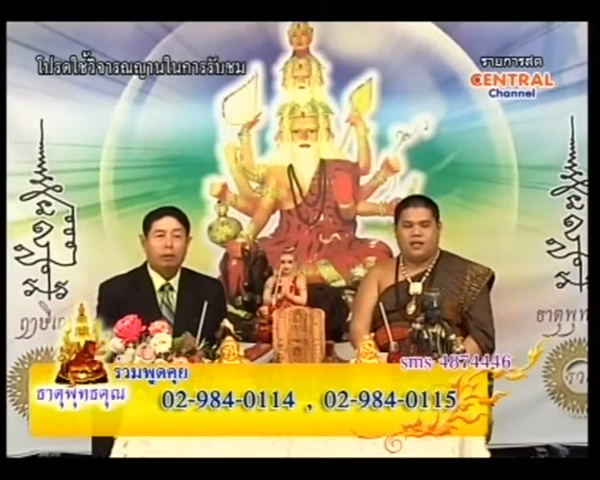 โปรดใช้วิจารณญานในการรับชม
รายการสด
CENTRAL
Channel
sms 4874446
ร่วมพูดคุย
ธาตุพุทธคุณ
02-984-0114 , 02-984-0115